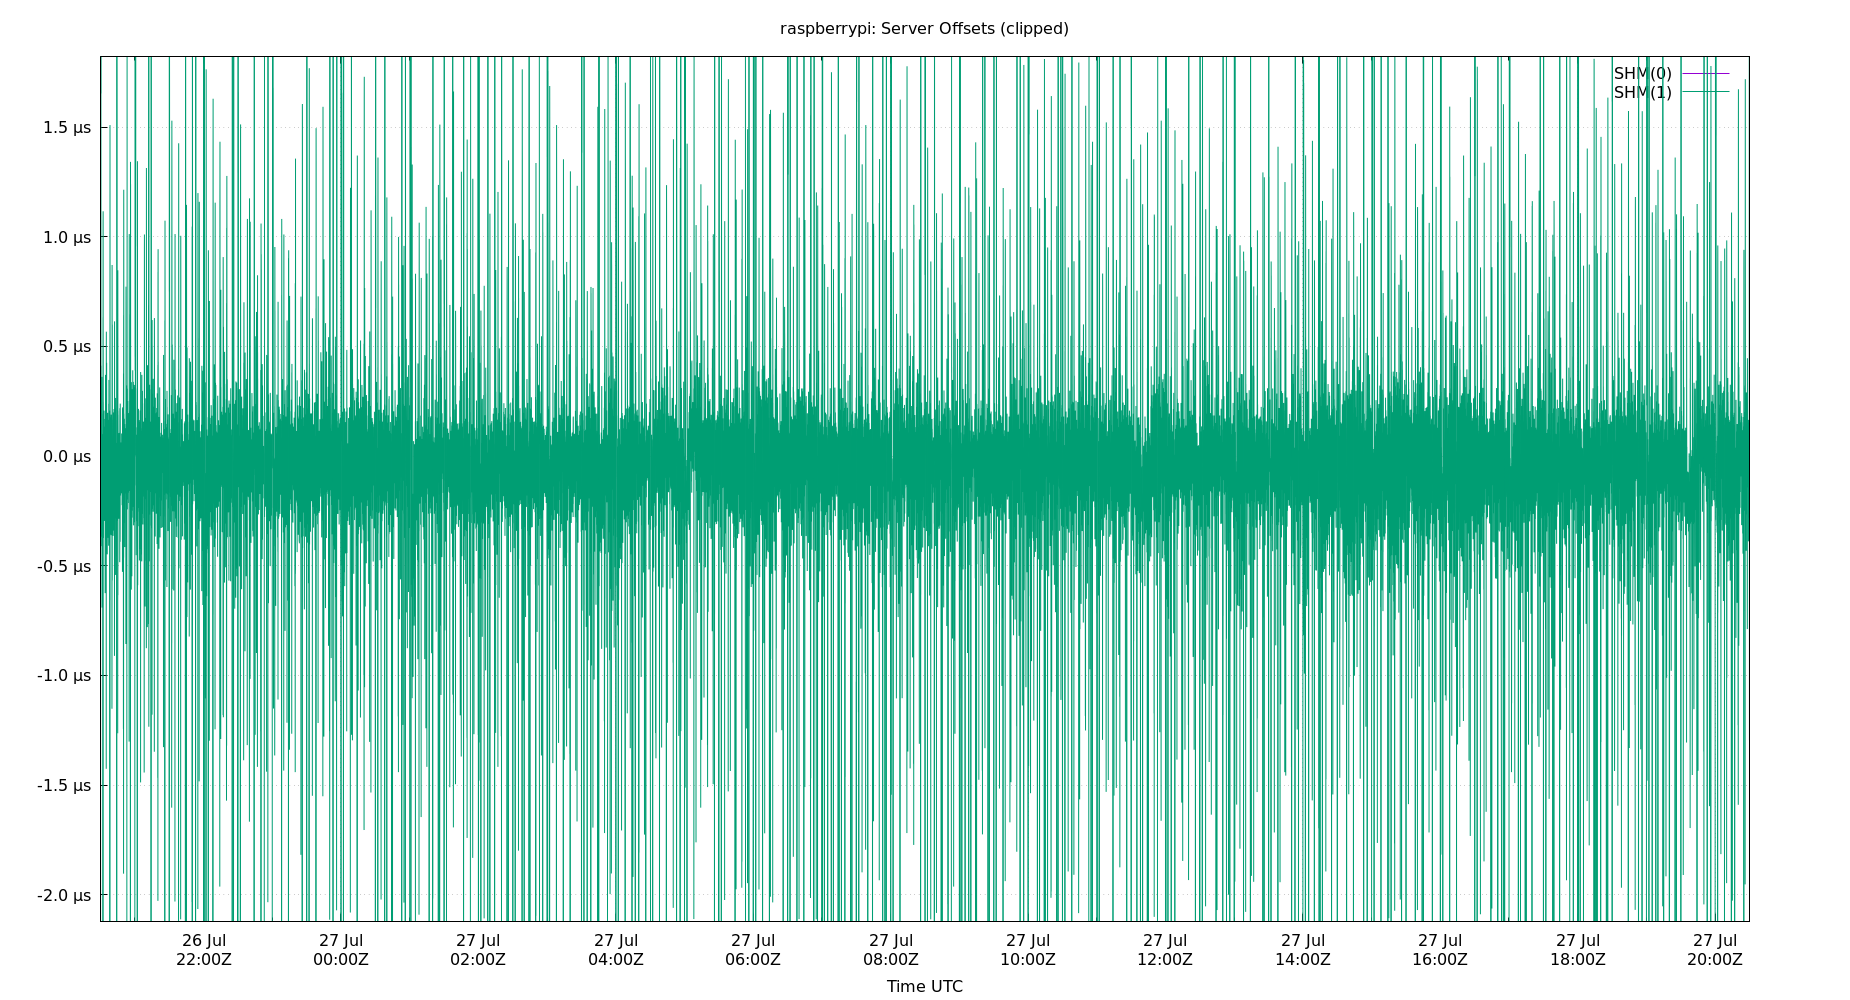 raspberrypi: Server Offsets (clipped)
SHM(0)
SHM(1)
1.5 µs
1.0 µs
0.5 µs
0.0 µs
-0.5 µs
-1.0 µs
-1.5 µs
-2.0 µs
26 Jul 27 Jul 27 Jul 27 Jul 27 Jul 27 Jul 27 Jul 27 Jul 27 Jul 27 Jul 27 Jul 27 Jul
22:00Z 00:00Z 02:00Z 04:00Z 06:00Z 08:00Z 10:00Z 12:00Z 14:00Z 16:00Z 18:00Z 20:00Z
Time UTC